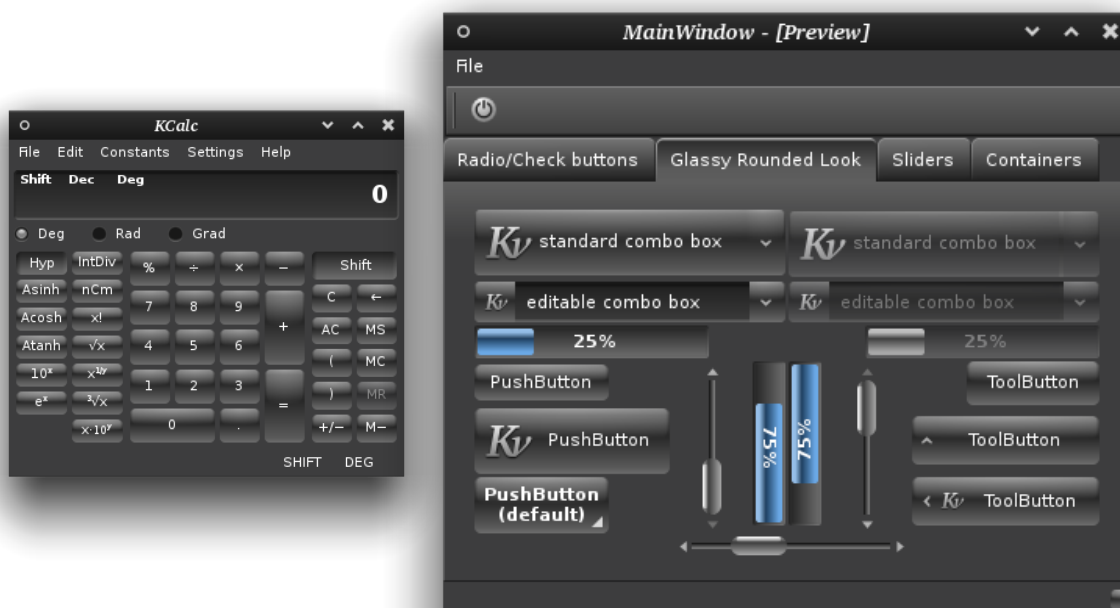 KCalc
File Edit Constants Settings Help
Shift Dec Deg
0
Deg Rad Grad
Hyp IntDiv % ÷ × − Shift
Asinh nCm 7 8 9 + C ←
Acosh x! AC MS
Atanh √x 4 5 6 ( MC
10ˣ x¹ᐟʸ 1 2 3 = ) MR
eˣ ³√x
x·10ʸ 0 . +/− M−
SHIFT DEG
MainWindow - [Preview]
File
Radio/Check buttons Glassy Rounded Look Sliders Containers
Kv standard combo box Kv standard combo box
Kv editable combo box Kv editable combo box
25% 25%
PushButton ToolButton
Kv PushButton 75% 75% ToolButton
PushButton
(default)
Kv ToolButton